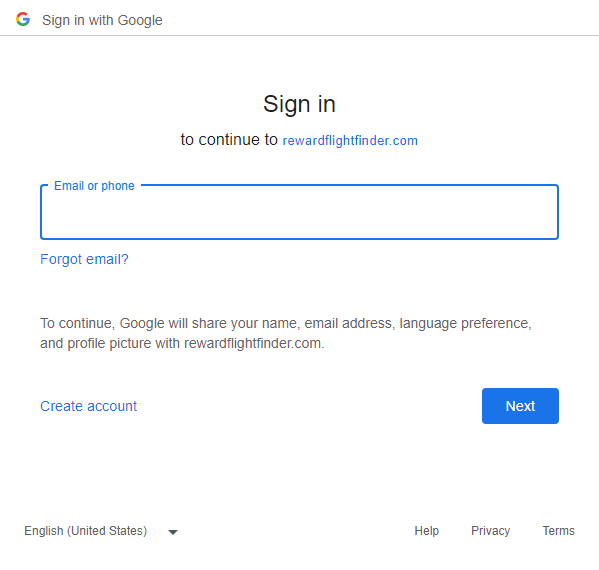 Sign in with Google
Sign in
to continue to rewardflightfinder.com
Email or phone
Forgot email?
To continue, Google will share your name, email address, language preference,
and profile picture with rewardflightfinder.com.
Create account
Next
English (United States)
Help
Privacy
Terms